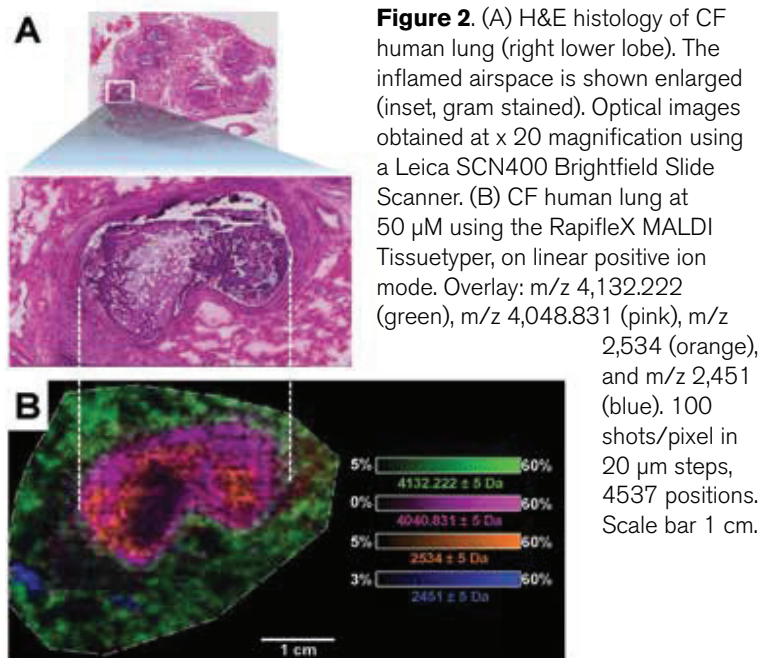 A
Figure 2. (A) H&E histology of CF
human lung (right lower lobe). The
inflamed airspace is shown enlarged
(inset, gram stained). Optical images
obtained at x 20 magnification using
a Leica SCN400 Brightfield Slide
Scanner. (B) CF human lung at
50 µM using the RapifleX MALDI
Tissuetyper, on linear positive ion
mode. Overlay: m/z 4,132.222
(green), m/z 4,048.831 (pink), m/z
2,534 (orange),
and m/z 2,451
(blue). 100
shots/pixel in
20 µm steps,
4537 positions.
Scale bar 1 cm.
B
5% 60%
4132.222 ± 5 Da
0% 60%
4040.831 ± 5 Da
5% 60%
2534 ± 5 Da
3% 60%
2451 ± 5 Da
1 cm